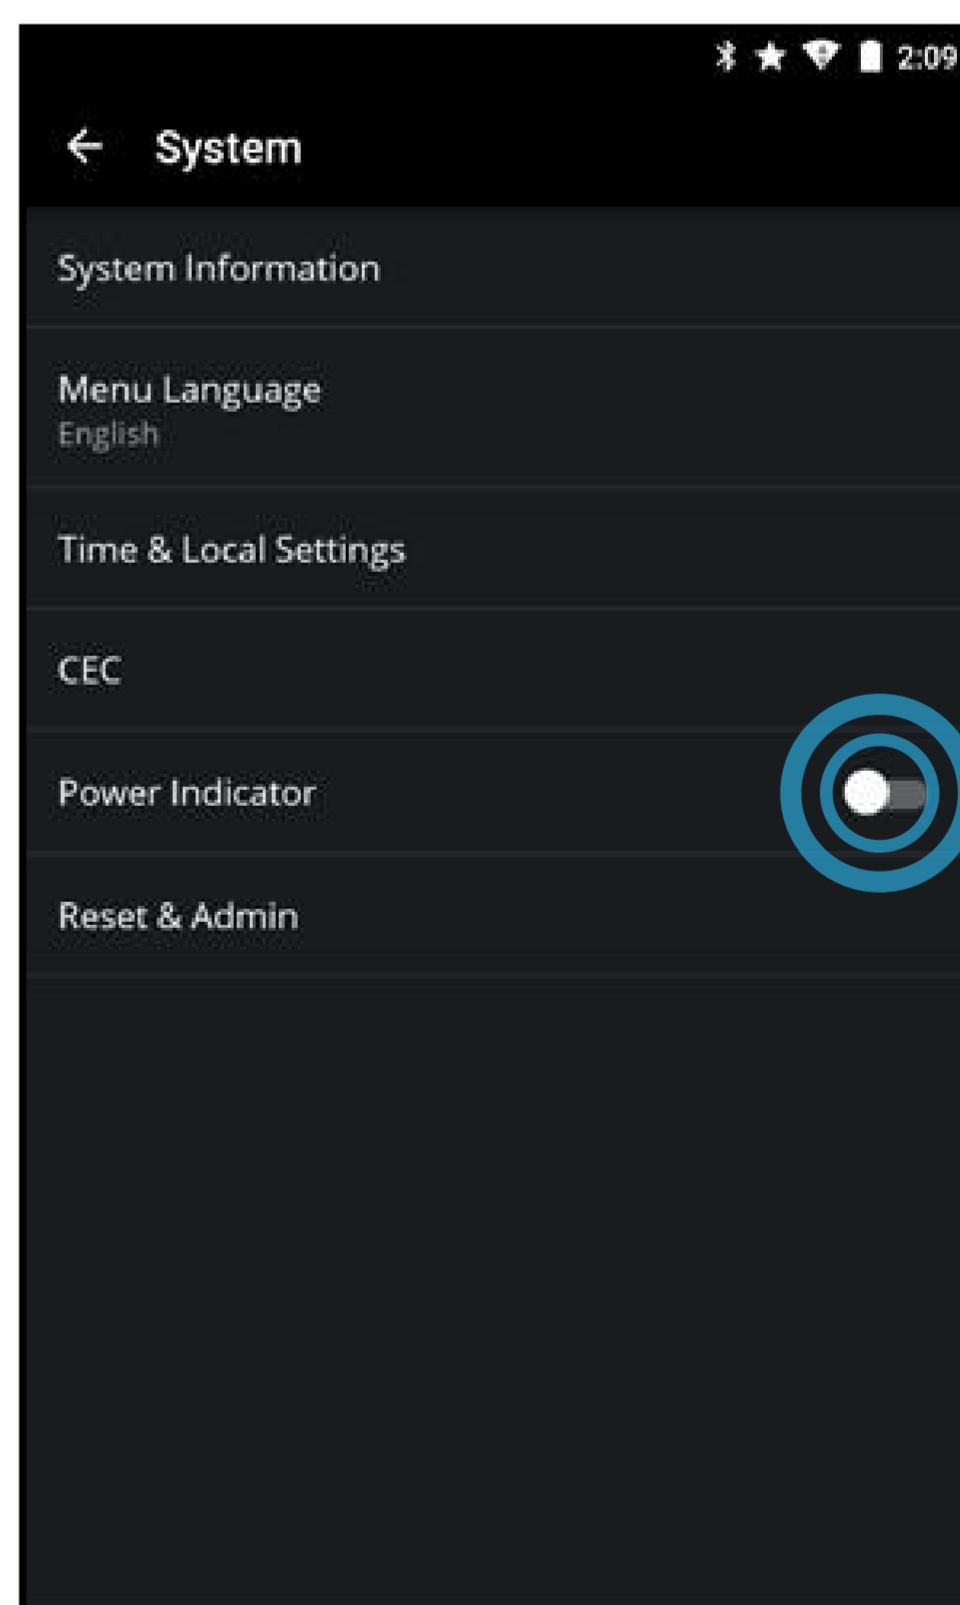 2:09
System
System Information
Menu Language
English
Time & Local Settings
CEC
Power Indicator
Reset & Admin